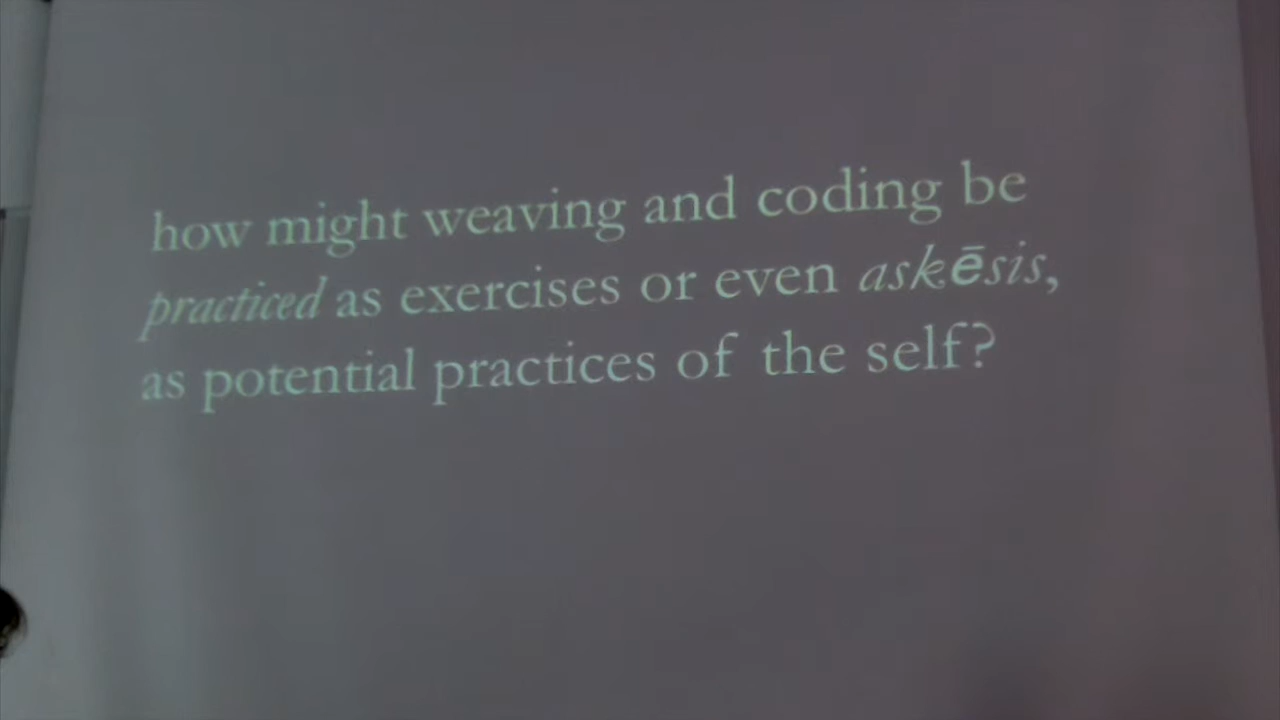 how might weaving and coding be
practiced as exercises or even askēsis,
as potential practices of the self?